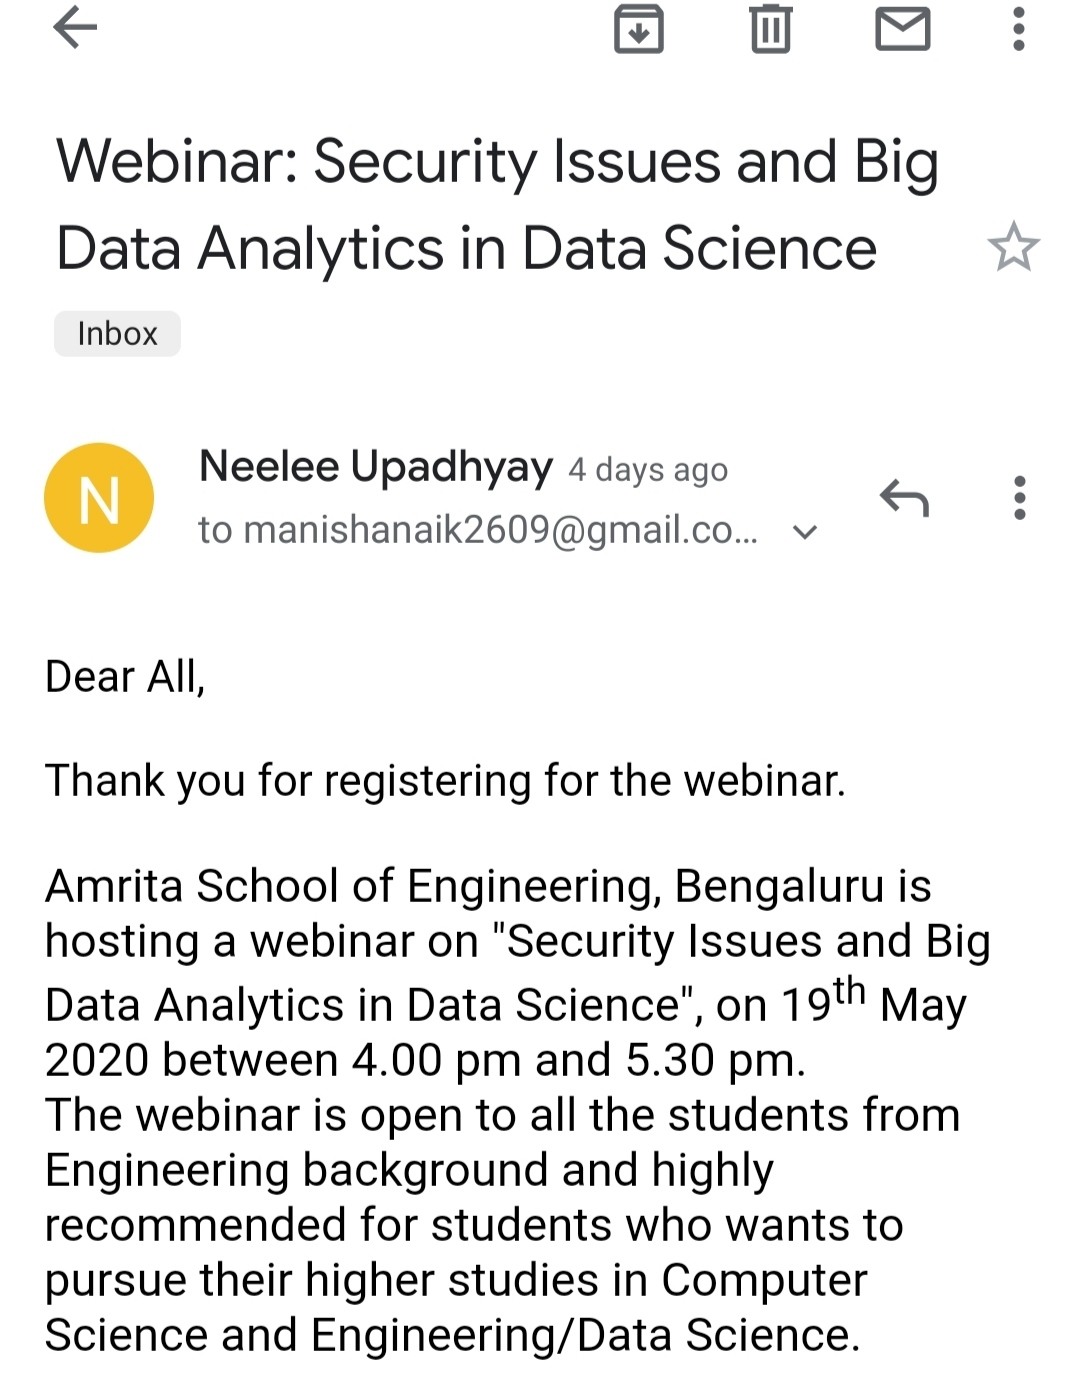 Webinar: Security Issues and Big
Data Analytics in Data Science
Inbox
N
Neelee Upadhyay 4 days ago
to manishanaik2609@gmail.co...
Dear All,
Thank you for registering for the webinar.
Amrita School of Engineering, Bengaluru is
hosting a webinar on "Security Issues and Big
Data Analytics in Data Science", on 19th May
2020 between 4.00 pm and 5.30 pm.
The webinar is open to all the students from
Engineering background and highly
recommended for students who wants to
pursue their higher studies in Computer
Science and Engineering/Data Science.